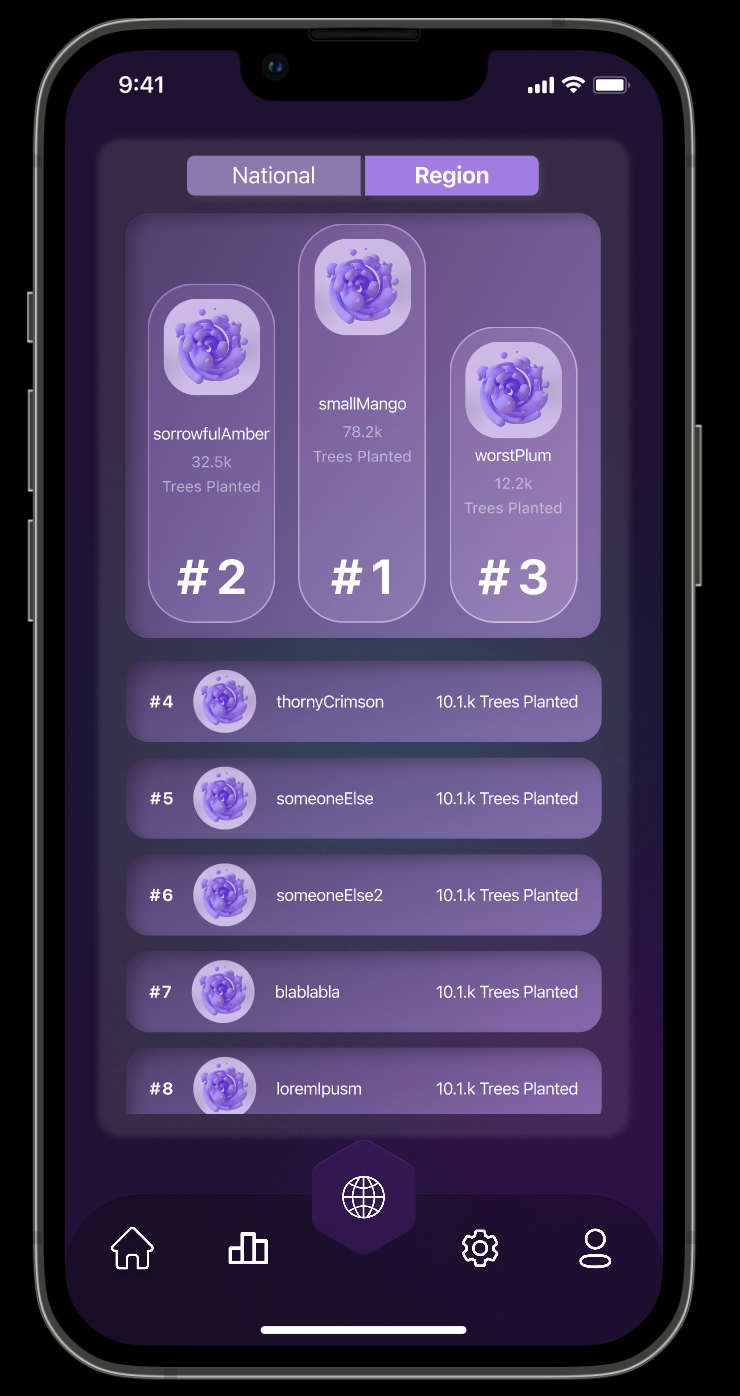 9:41
National
Region
smallMango
78.2k
Trees Planted
#1
sorrowfulAmber
32.5k
Trees Planted
#2
worstPlum
12.2k
Trees Planted
#3
#4 thornyCrimson 10.1.k Trees Planted
#5 someoneElse 10.1.k Trees Planted
#6 someoneElse2 10.1.k Trees Planted
#7 blablabla 10.1.k Trees Planted
#8 loremIpusm 10.1.k Trees Planted